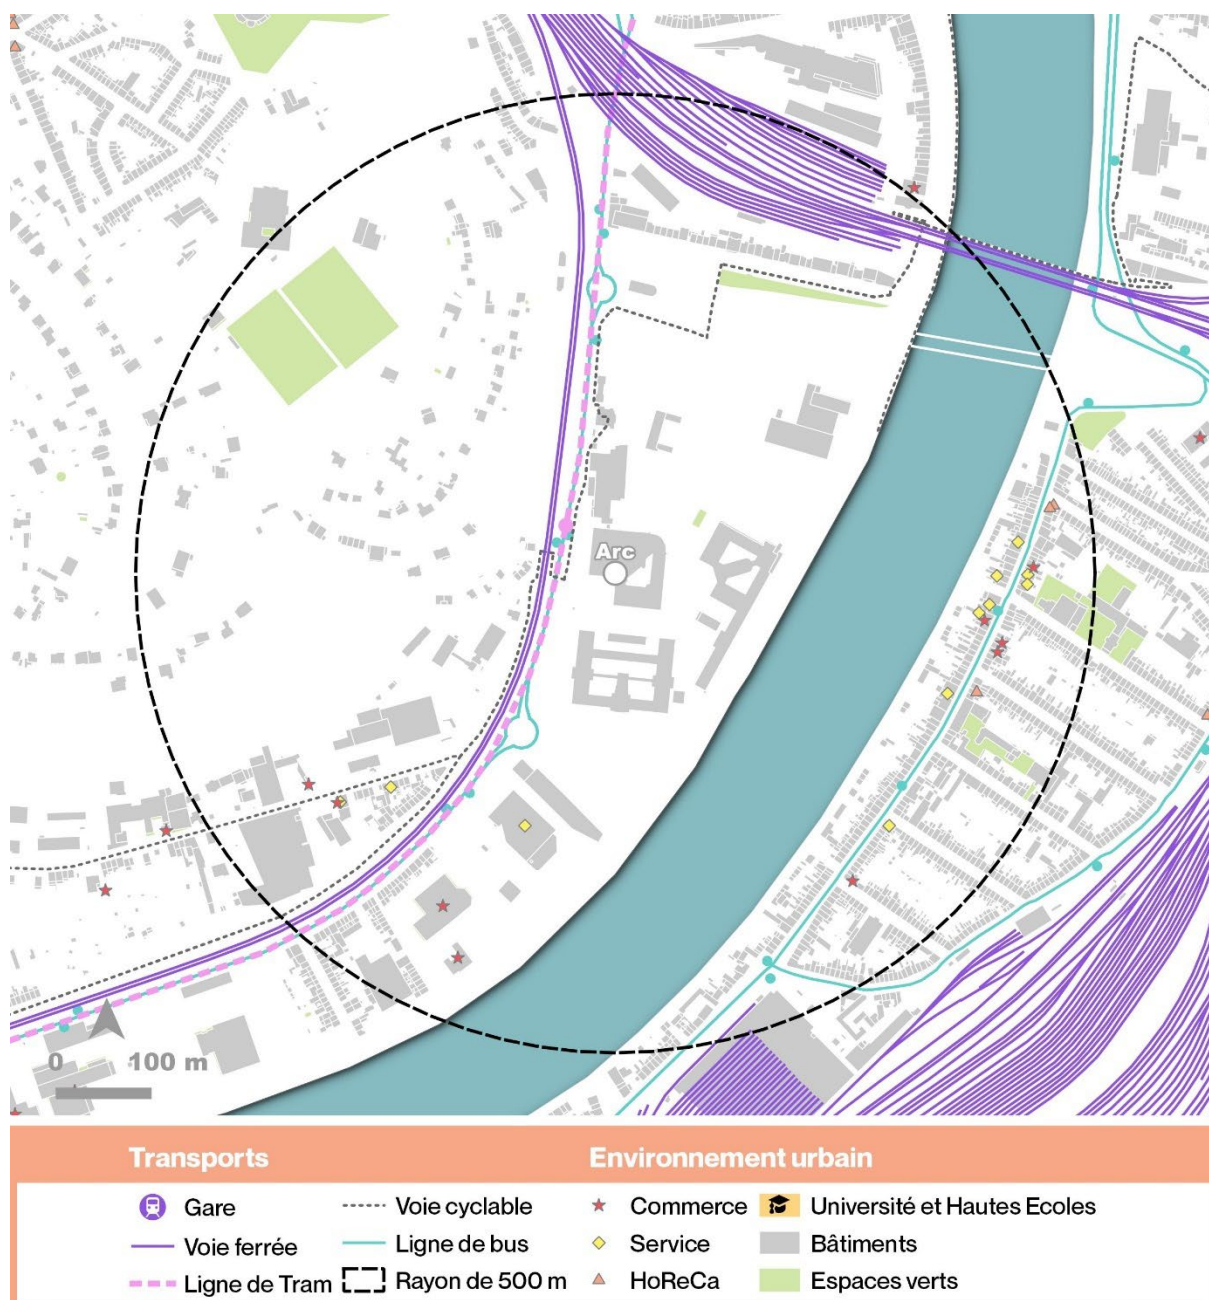 Arc
0 100 m
Transports Environnement urbain
Gare Voie cyclable Commerce Université et Hautes Ecoles
Voie ferrée Ligne de bus Service Bâtiments
Ligne de Tram Rayon de 500 m HoReCa Espaces verts